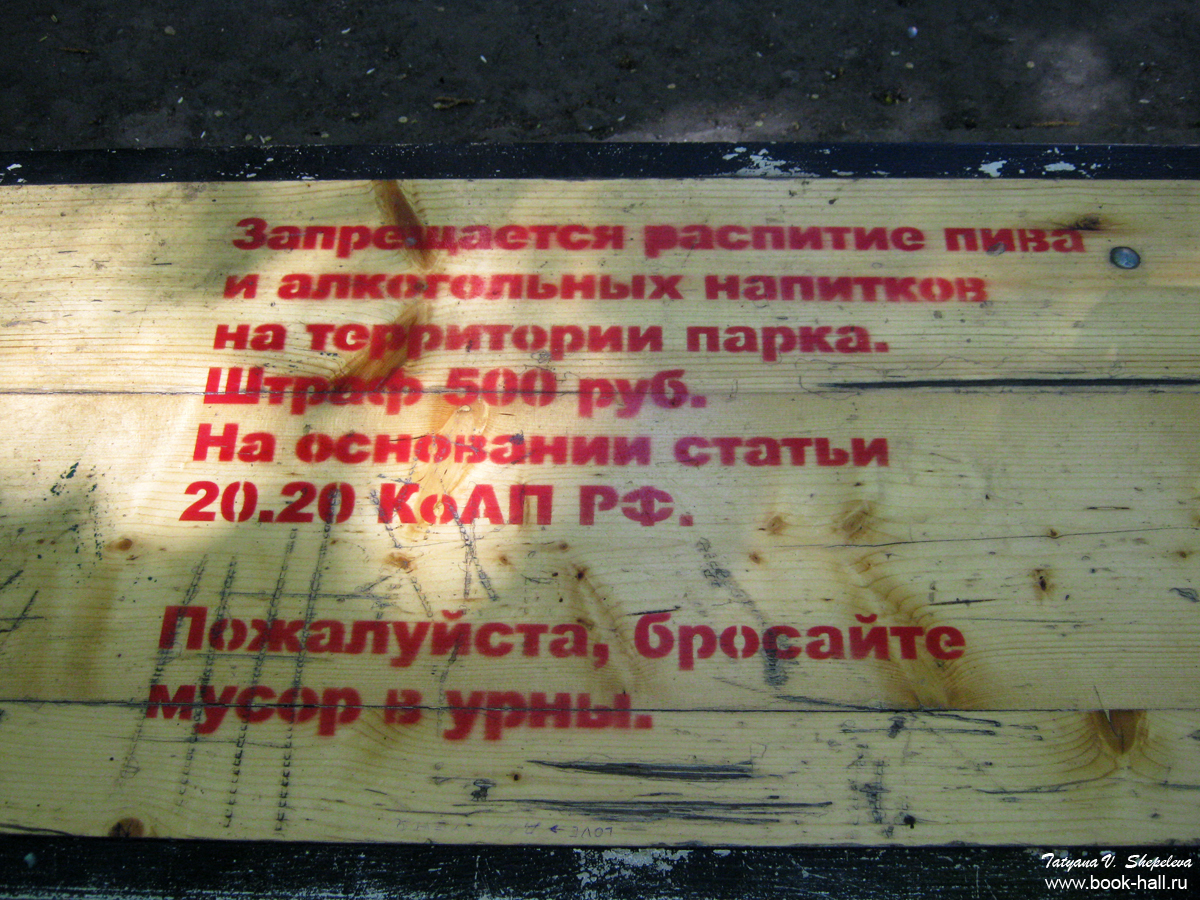 Запрещается распитие пива
и алкогольных напитков
на территории парка.
Штраф 500 руб.
На основании статьи
20.20 КоАП РФ.
Пожалуйста, бросайте
мусор в урны.
LOVE
Tatyana V. Shepeleva
www.book-hall.ru